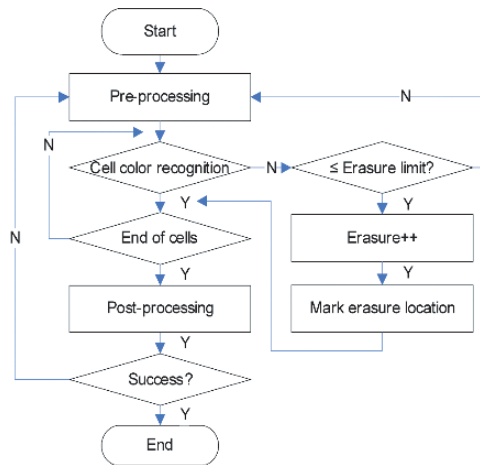 Start
Pre-processing
N
N
Cell color recognition
N
≤ Erasure limit?
Y
Y
N
End of cells
Erasure++
Y
Y
Post-processing
Mark erasure location
Y
Success?
Y
End